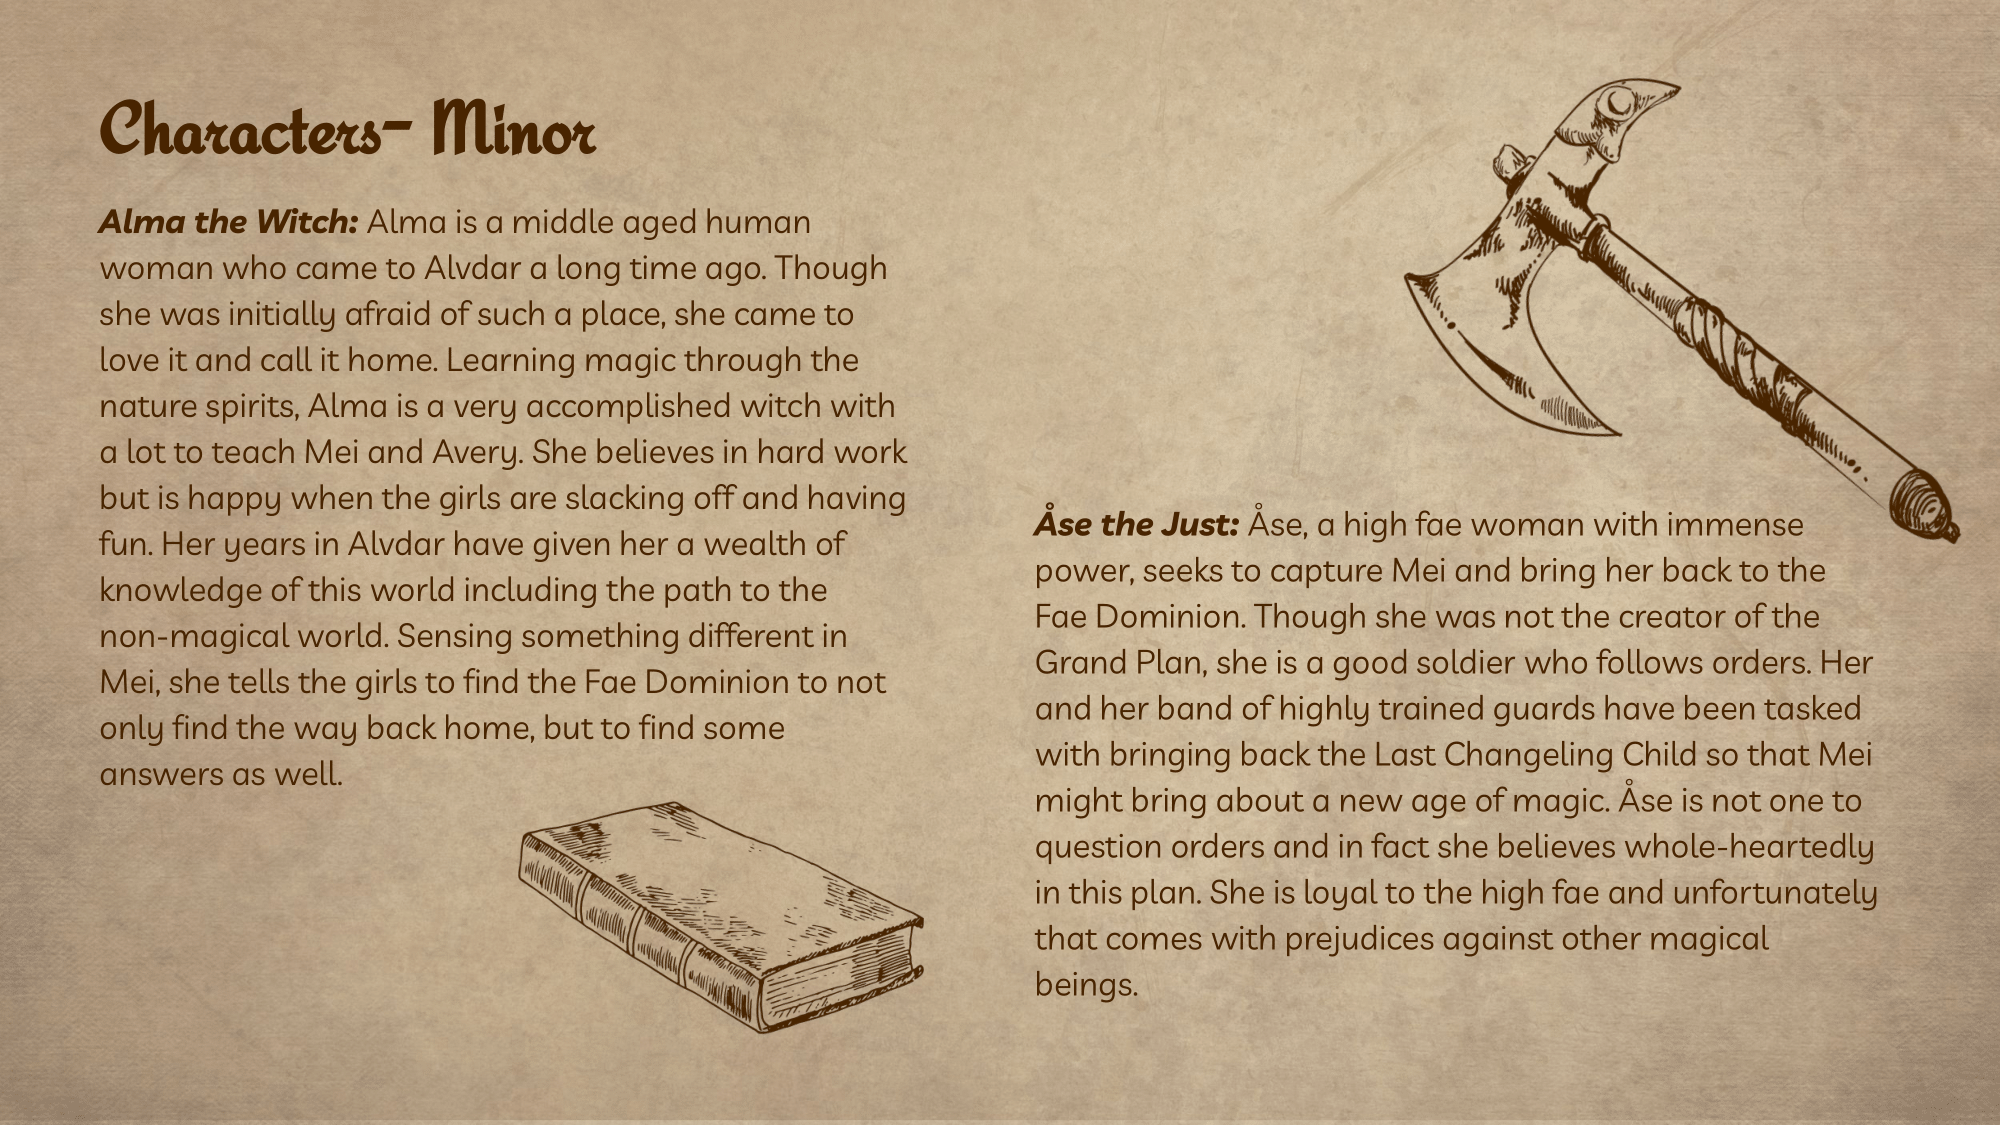 Characters- Minor
Alma the Witch: Alma is a middle aged human
woman who came to Alvdar a long time ago. Though
she was initially afraid of such a place, she came to
love it and call it home. Learning magic through the
nature spirits, Alma is a very accomplished witch with
a lot to teach Mei and Avery. She believes in hard work
but is happy when the girls are slacking off and having
fun. Her years in Alvdar have given her a wealth of
knowledge of this world including the path to the
non-magical world. Sensing something different in
Mei, she tells the girls to find the Fae Dominion to not
only find the way back home, but to find some
answers as well.
Åse the Just: Åse, a high fae woman with immense
power, seeks to capture Mei and bring her back to the
Fae Dominion. Though she was not the creator of the
Grand Plan, she is a good soldier who follows orders. Her
and her band of highly trained guards have been tasked
with bringing back the Last Changeling Child so that Mei
might bring about a new age of magic. Åse is not one to
question orders and in fact she believes whole-heartedly
in this plan. She is loyal to the high fae and unfortunately
that comes with prejudices against other magical
beings.